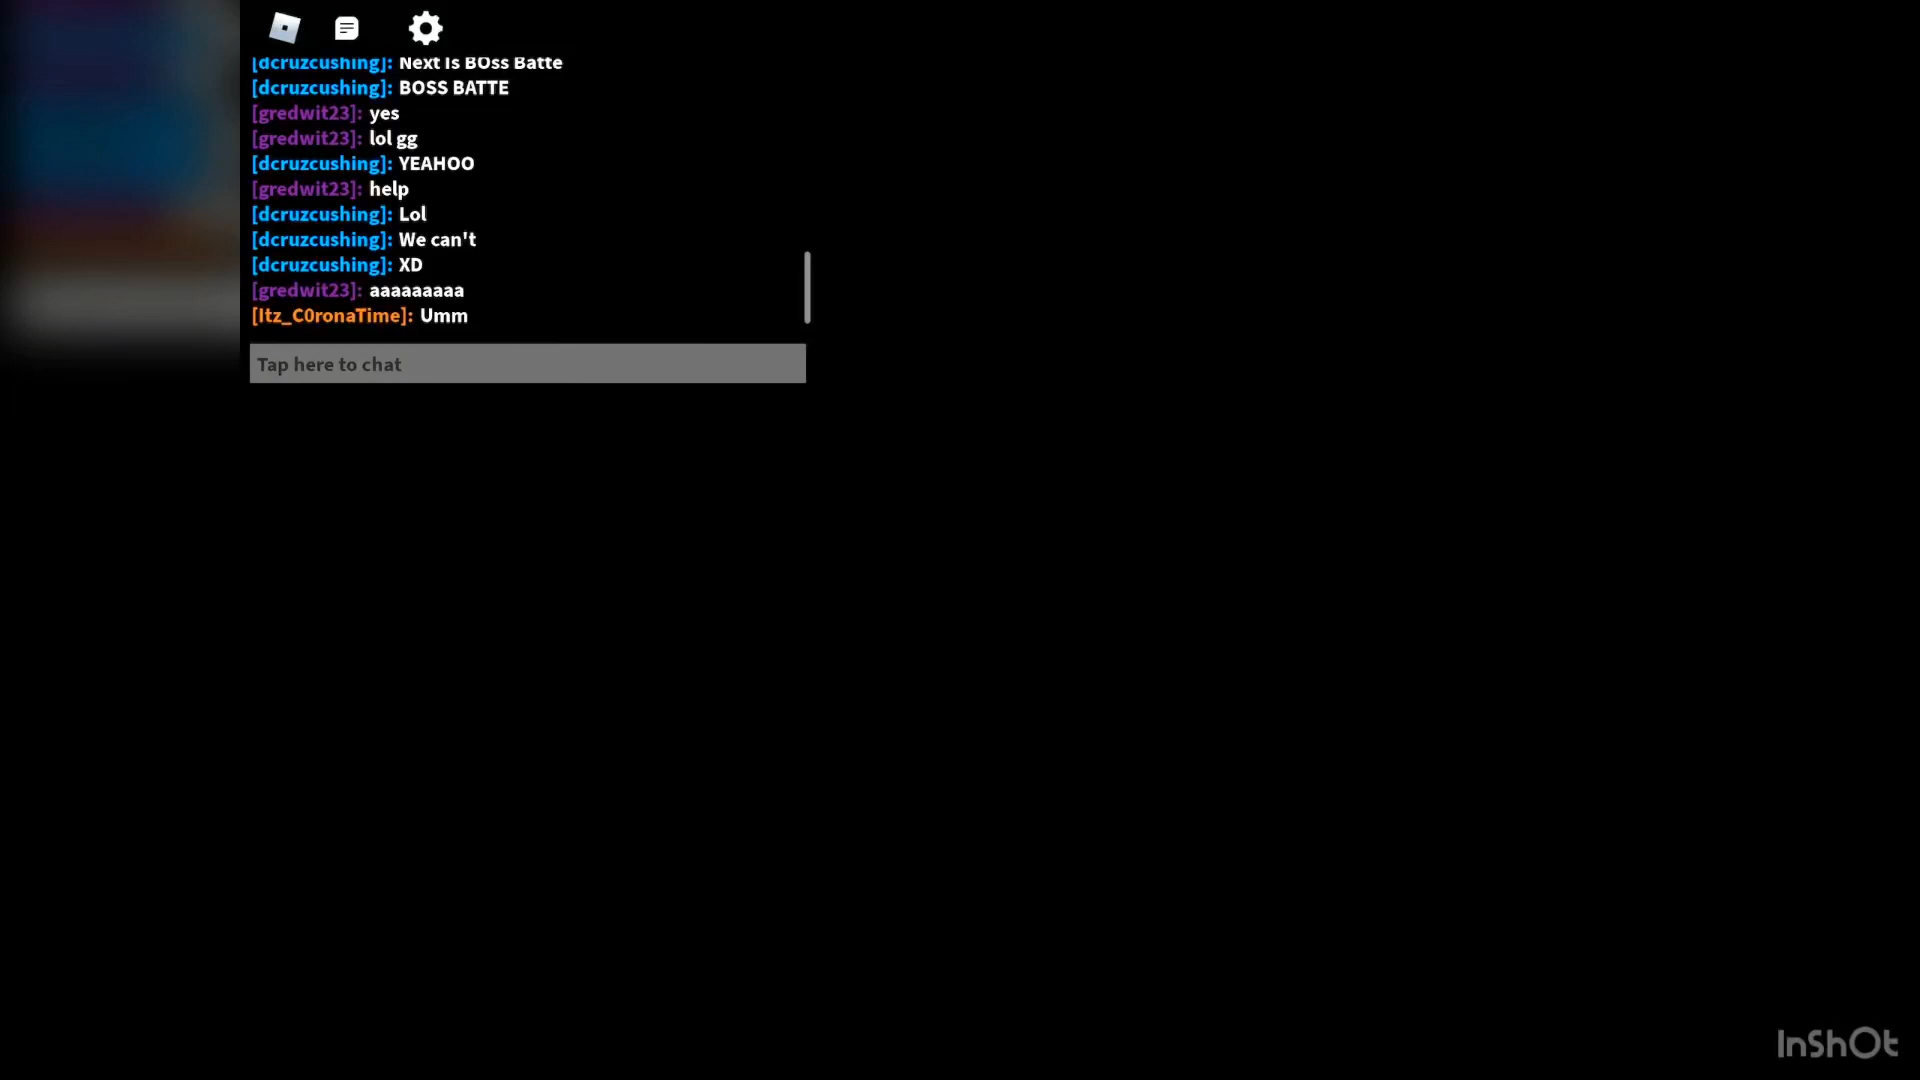 [dcruzcushing]: Next Is BOss Batte
[dcruzcushing]: BOSS BATTE
[gredwit23]: yes
[gredwit23]: lol gg
[dcruzcushing]: YEAHOO
[gredwit23]: help
[dcruzcushing]: Lol
[dcruzcushing]: We can't
[dcruzcushing]: XD
[gredwit23]: aaaaaaaaa
[Itz_C0ronaTime]: Umm
Tap here to chat
InShOt